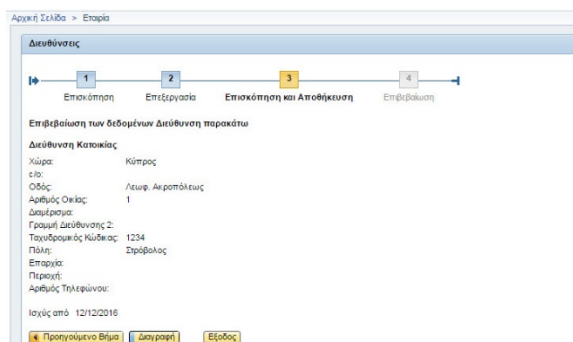 Αρχική Σελίδα > Εταιρία
Διευθύνσεις
1 2 3 4
Επισκόπηση Επεξεργασία Επισκόπηση και Αποθήκευση Επιβεβαίωση
Επιβεβαίωση των δεδομένων Διεύθυνση παρακάτω
Διεύθυνση Κατοικίας
Χώρα: Κύπρος
c/o:
Οδός: Λεωφ. Ακροπόλεως
Αριθμός Οικίας: 1
Διαμέρισμα:
Γραμμή Διεύθυνσης 2:
Ταχυδρομικός Κώδικας: 1234
Πόλη: Στρόβολος
Επαρχία:
Περιοχή:
Αριθμός Τηλεφώνου:
Ισχύς από 12/12/2016
Προηγούμενο Βήμα Διαγραφή Εξοδος